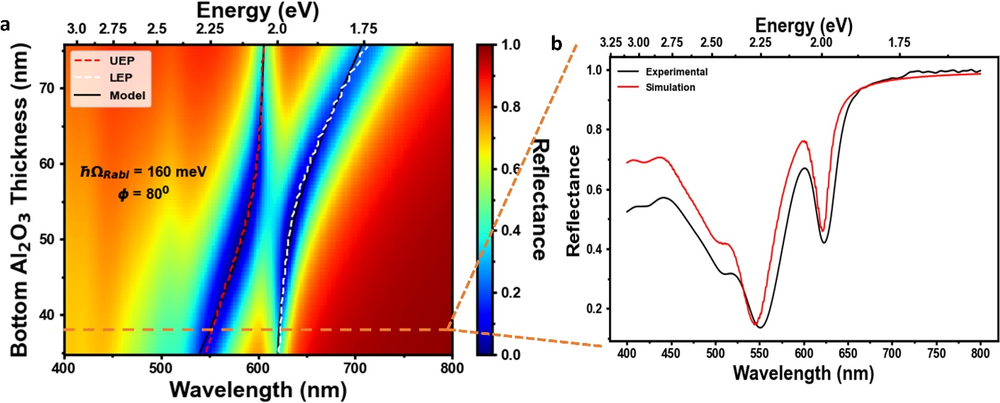 a
Energy (eV)
3.0 2.75 2.5 2.25 2.0 1.75
UEP
LEP
Model
ℏΩRabi = 160 meV
ϕ = 80⁰
Bottom Al₂O₃ Thickness (nm)
70
60
50
40
400 500 600 700 800
Wavelength (nm)
1.0
0.8
0.6
0.4
0.2
0.0
Reflectance
b
Energy (eV)
3.25 3.00 2.75 2.50 2.25 2.00 1.75
Experimental
Simulation
Reflectance
1.0
0.8
0.6
0.4
0.2
400 450 500 550 600 650 700 750 800
Wavelength (nm)